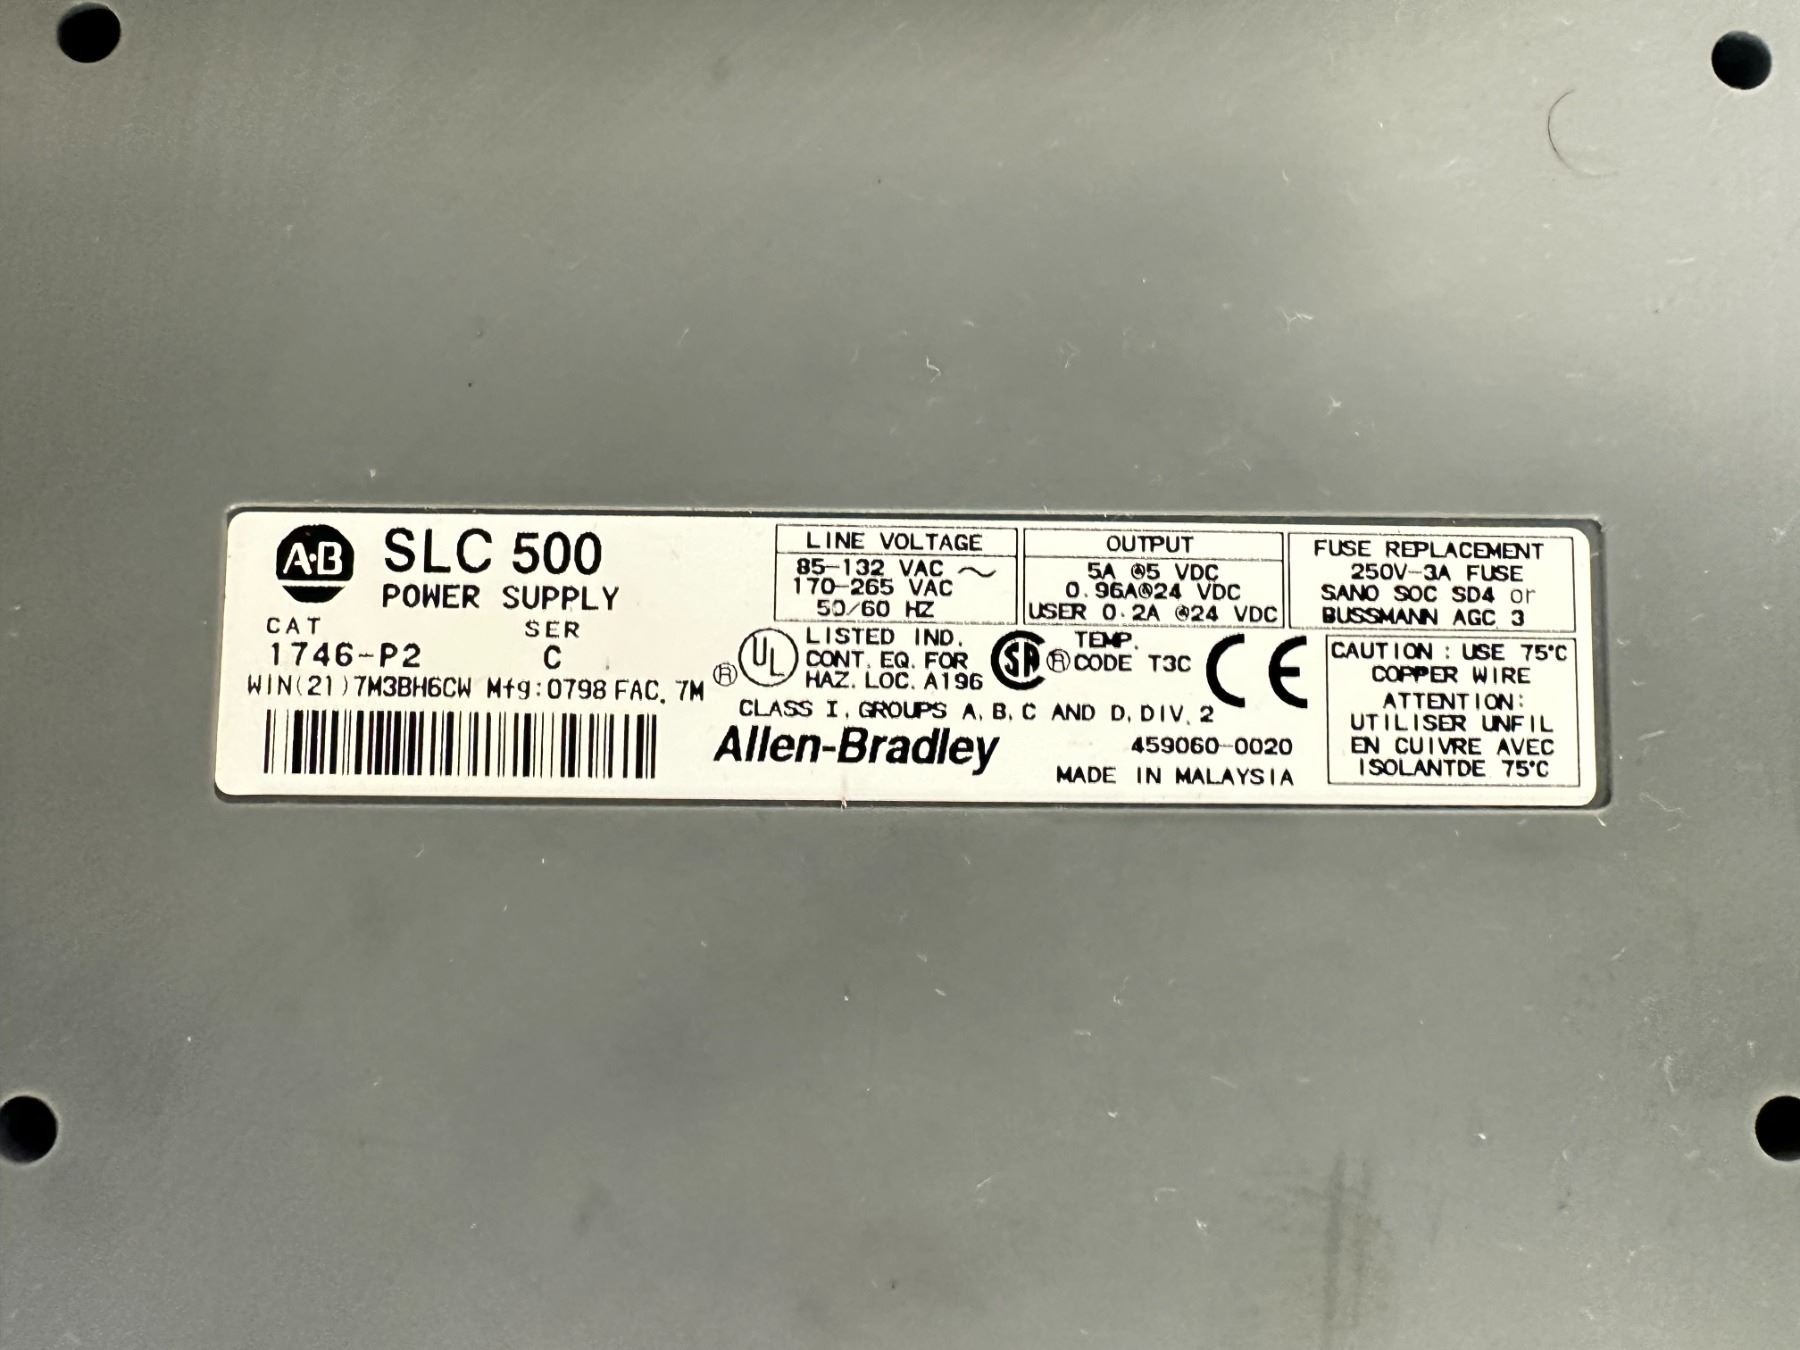 A·B
SLC 500
POWER SUPPLY
CAT SER
1746-P2 C
WIN(21)7M3BH6CW Mfg:0798 FAC. 7M
LINE VOLTAGE
85-132 VAC ~
170-265 VAC
50/60 HZ
OUTPUT
5A @5 VDC
0.96A@24 VDC
USER 0.2A @24 VDC
FUSE REPLACEMENT
250V-3A FUSE
SANO SOC SD4 or
BUSSMANN AGC 3
® UL
LISTED IND.
CONT. EQ. FOR
HAZ. LOC. A196
SA ®
TEMP.
CODE T3C
CE
CLASS I, GROUPS A, B, C AND D, DIV. 2
Allen-Bradley
459060-0020
MADE IN MALAYSIA
CAUTION : USE 75°C
COPPER WIRE
ATTENTION:
UTILISER UNFIL
EN CUIVRE AVEC
ISOLANTDE 75°C